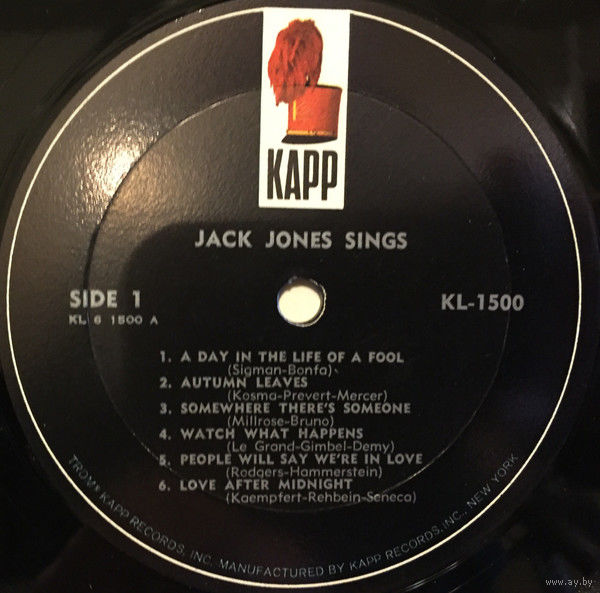 KAPP
JACK JONES SINGS
SIDE 1
KL-1500
KL 6 1500 A
1. A DAY IN THE LIFE OF A FOOL
(Sigman-Bonfa)
2. AUTUMN LEAVES
(Kosma-Prevert-Mercer)
3. SOMEWHERE THERE'S SOMEONE
(Millrose-Bruno)
4. WATCH WHAT HAPPENS
(Le Grand-Gimbel-Demy)
5. PEOPLE WILL SAY WE'RE IN LOVE
(Rodgers-Hammerstein)
6. LOVE AFTER MIDNIGHT
(Kaempfert-Rehbein-Seneca)
KAPP RECORDS, INC. MANUFACTURED BY KAPP RECORDS, INC., NEW YORK
www.ay.by